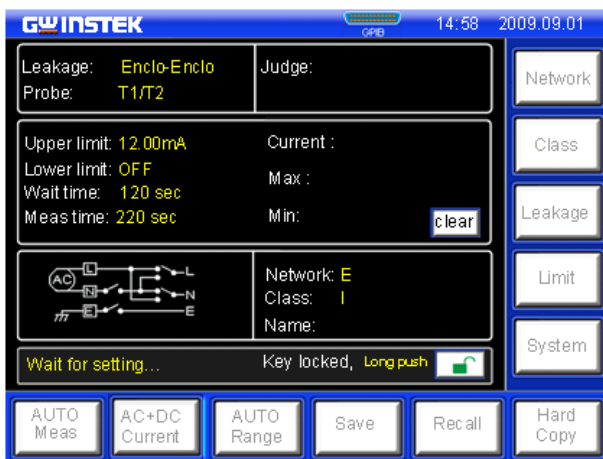 GWINSTEK
GPIB
14:58 2009.09.01
Leakage: Enclo-Enclo
Probe: T1/T2
Judge:
Upper limit: 12.00mA
Lower limit: OFF
Wait time: 120 sec
Meas time: 220 sec
Current :
Max :
Min:
clear
AC
L
N
E
L
N
E
Network: E
Class: I
Name:
Wait for setting...
Key locked, Long push
Network
Class
Leakage
Limit
System
AUTO
Meas
AC+DC
Current
AUTO
Range
Save
Recall
Hard
Copy